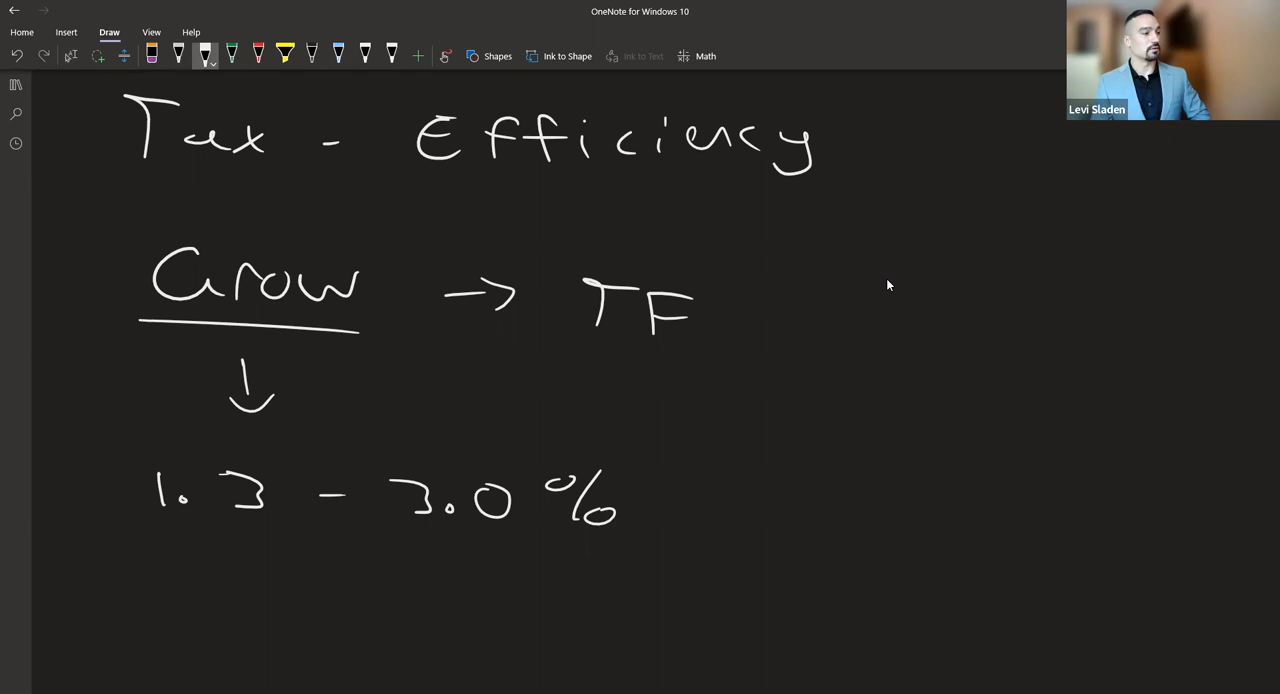 OneNote for Windows 10
Home Insert Draw View Help
Shapes Ink to Shape Ink to Text Math
Levi Sladen
Tax - Efficiency
Grow → TF
↓
1.3 - 3.0 %